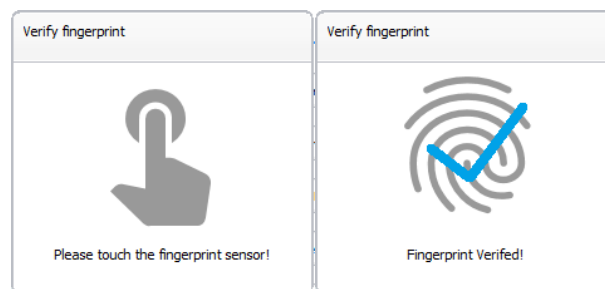 Verify fingerprint
Please touch the fingerprint sensor!
Verify fingerprint
Fingerprint Verifed!